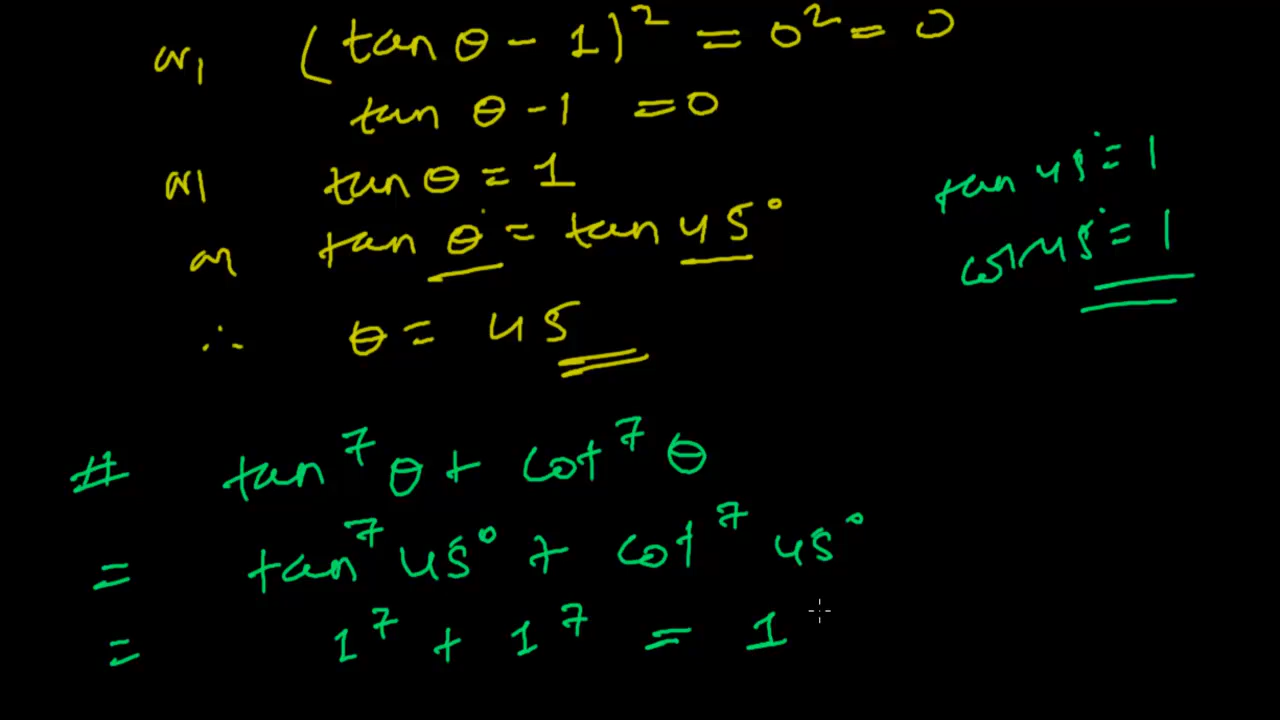 or, (tan θ - 1)² = 0² = 0
tan θ - 1 = 0
or, tan θ = 1
or tan θ = tan 45°
∴ θ = 45
tan 45° = 1
cot 45° = 1
# tan⁷ θ + cot⁷ θ
= tan⁷ 45° + cot⁷ 45°
= 1⁷ + 1⁷ = 1